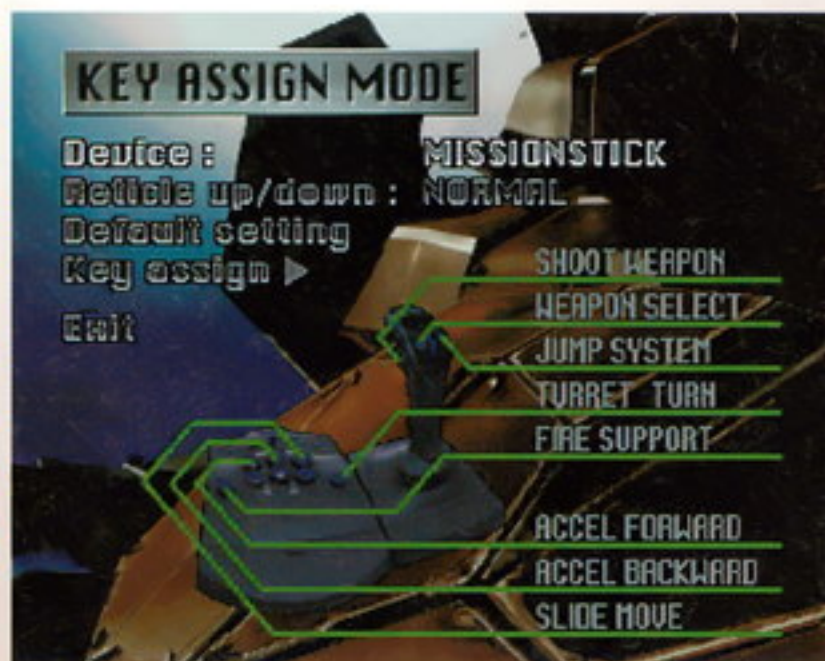 KEY ASSIGN MODE
Device : MISSIONSTICK
Reticle up/down : NORMAL
Default setting
Key assign ▶
Exit
SHOOT WEAPON
WEAPON SELECT
JUMP SYSTEM
TURRET TURN
FIRE SUPPORT
ACCEL FORWARD
ACCEL BACKWARD
SLIDE MOVE